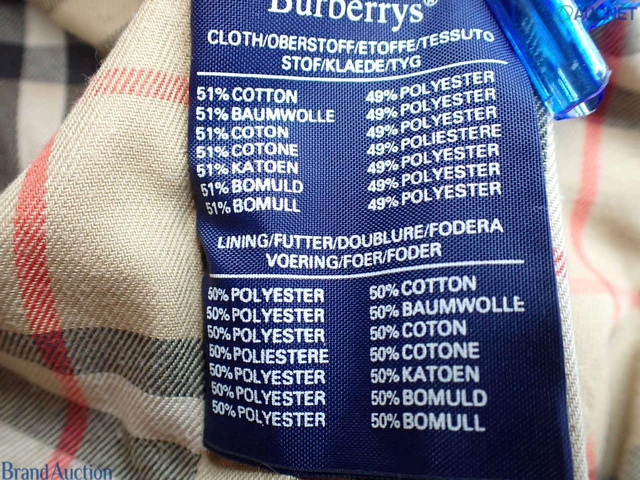 Burberrys®
CLOTH/OBERSTOFF/ETOFFE/TESSUTO
STOF/KLAEDE/TYG
51% COTTON 49% POLYESTER
51% BAUMWOLLE 49% POLYESTER
51% COTON 49% POLYESTER
51% COTONE 49% POLIESTERE
51% KATOEN 49% POLYESTER
51% BOMULD 49% POLYESTER
51% BOMULL 49% POLYESTER
LINING/FUTTER/DOUBLURE/FODERA
VOERING/FOER/FODER
50% POLYESTER 50% COTTON
50% POLYESTER 50% BAUMWOLLE
50% POLYESTER 50% COTON
50% POLIESTERE 50% COTONE
50% POLYESTER 50% KATOEN
50% POLYESTER 50% BOMULD
50% POLYESTER 50% BOMULL
Brand Auction
AUCNET